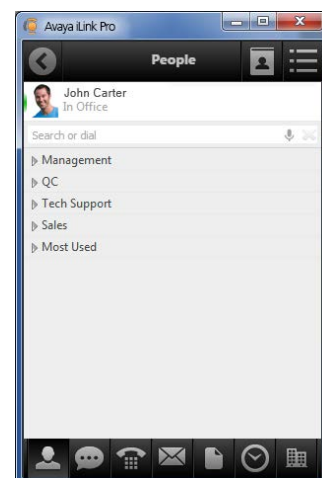 Avaya iLink Pro
People
John Carter
In Office
Search or dial
Management
QC
Tech Support
Sales
Most Used